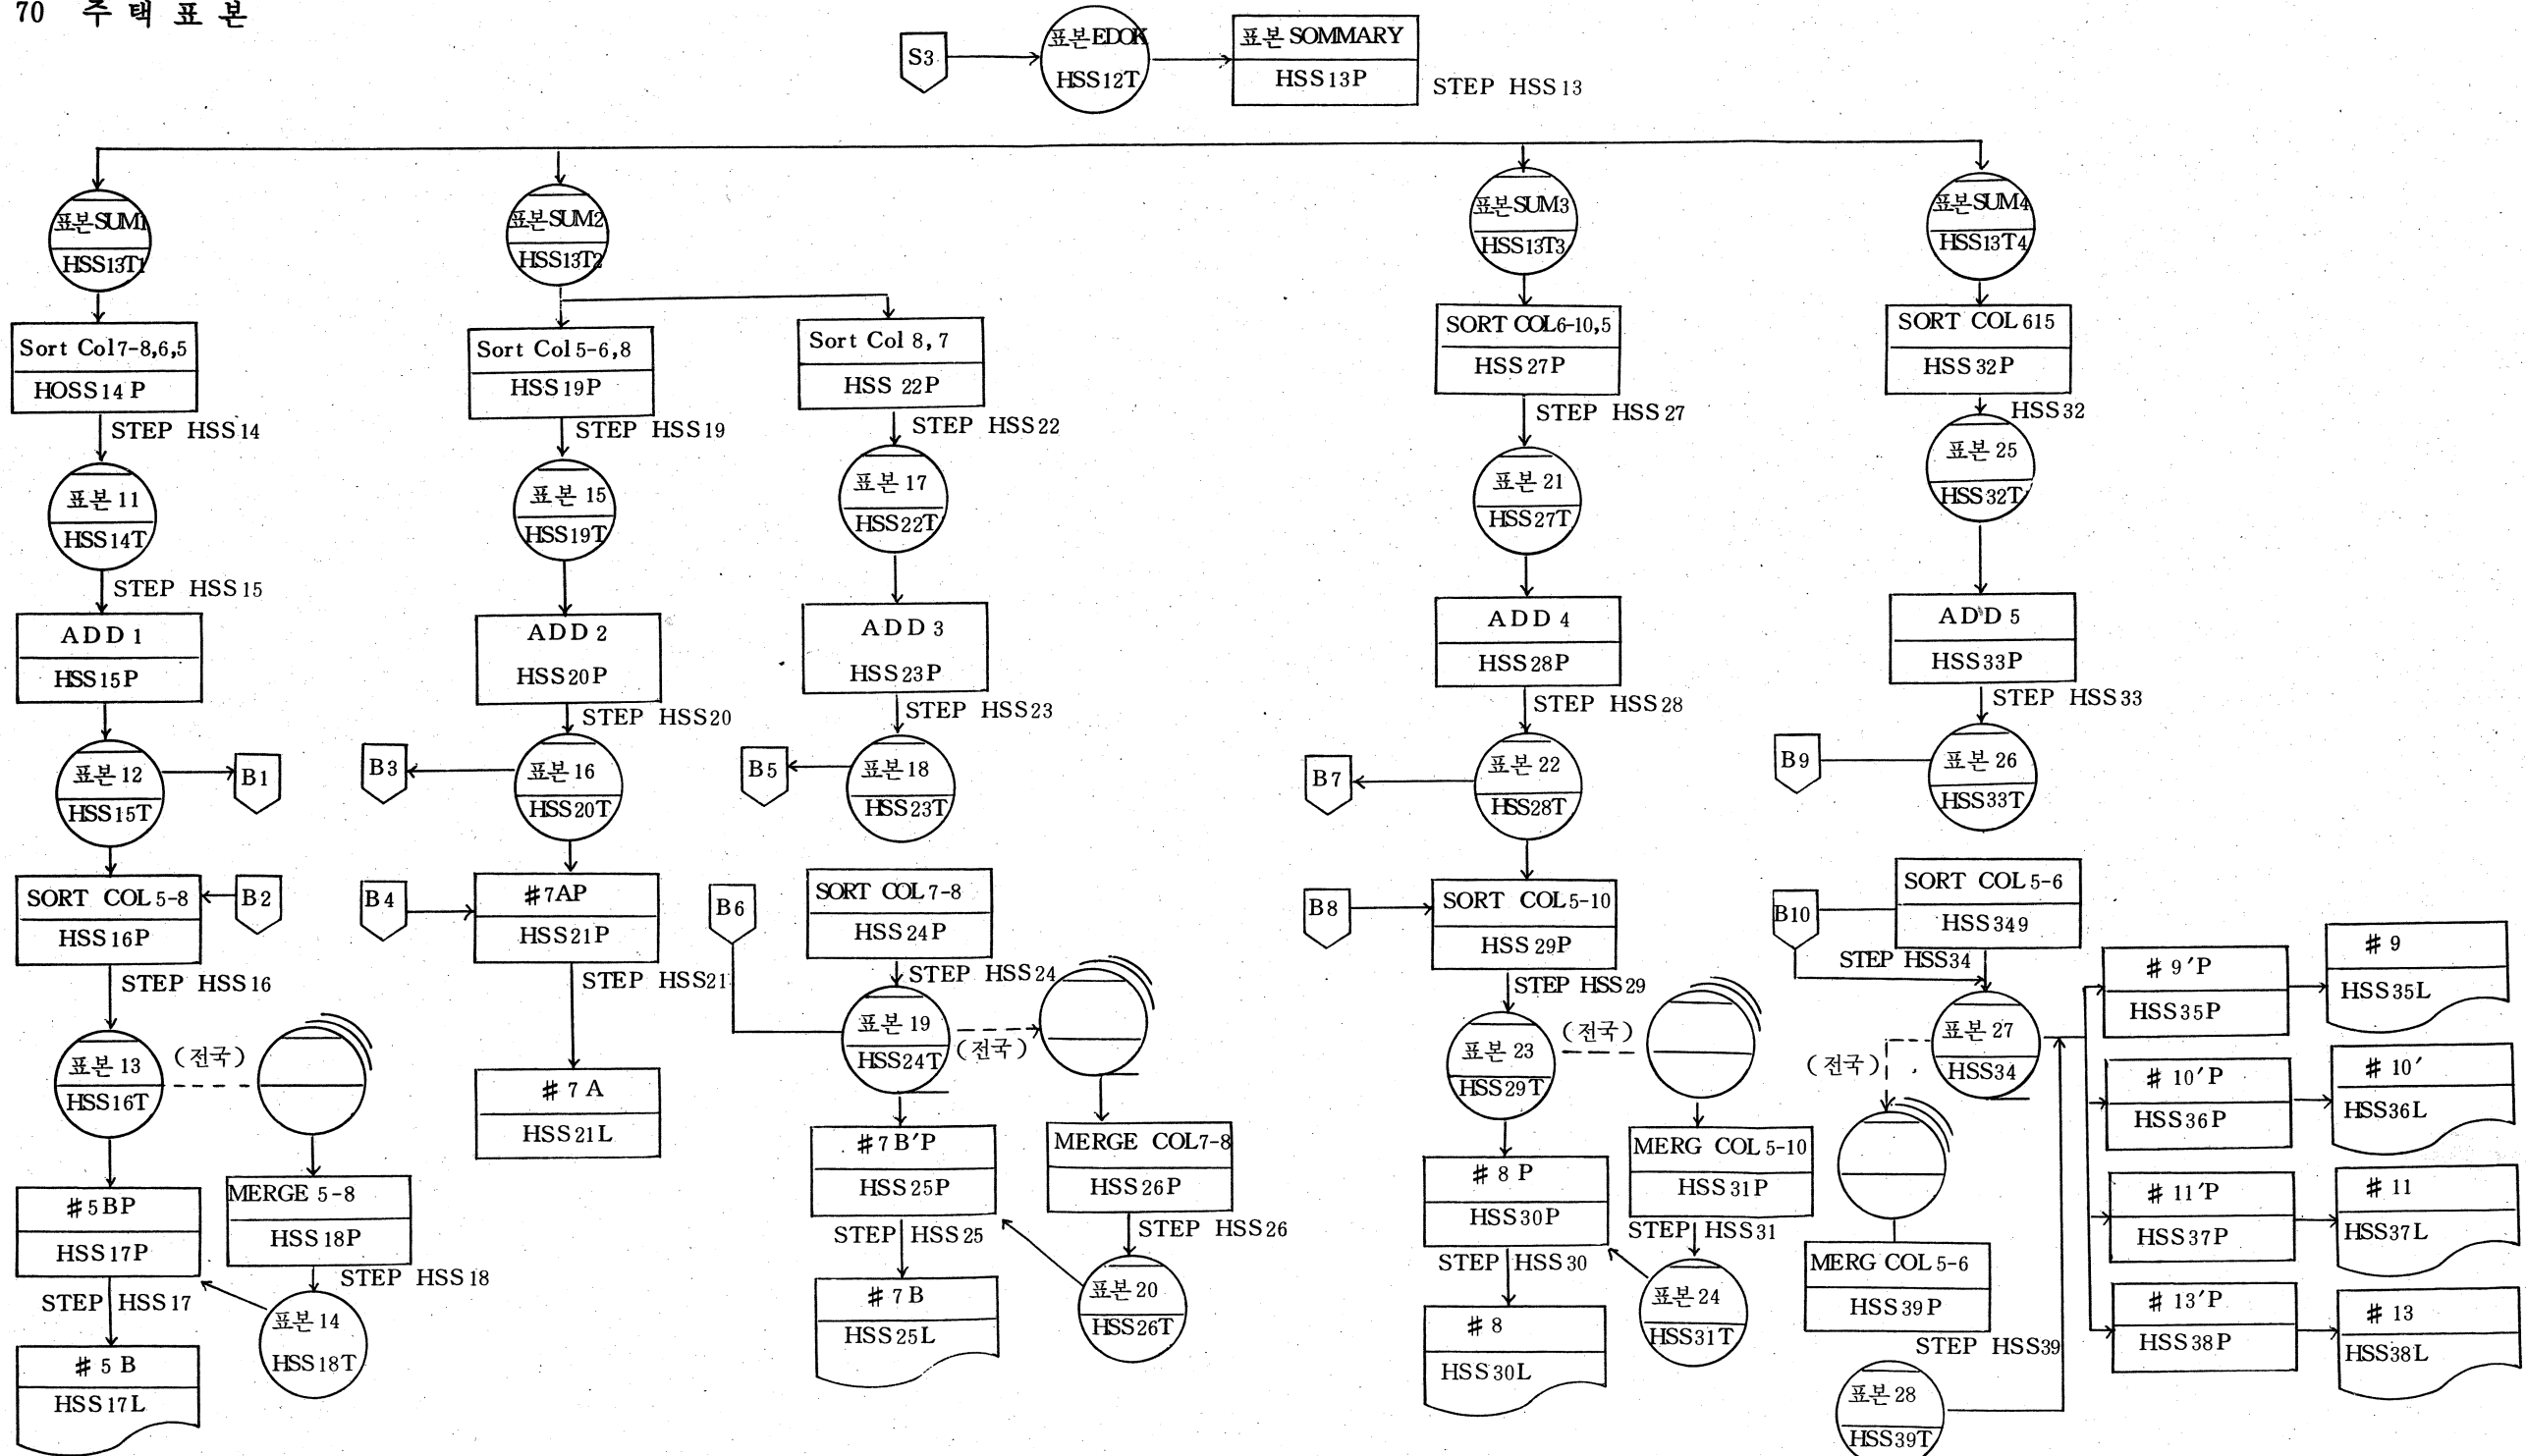 70 주택표본
S3
표본EDOK
HSS12T
표본 SOMMARY
HSS13P
STEP HSS13
표본SUM1
HSS13T1
Sort Col7-8,6,5
HOSS14P
STEP HSS14
표본 11
HSS14T
STEP HSS15
ADD 1
HSS15P
표본 12
HSS15T
B1
SORT COL5-8
HSS16P
B2
STEP HSS16
표본 13
HSS16T
(전국)
#5BP
HSS17P
STEP HSS17
# 5 B
HSS17L
MERGE 5-8
HSS18P
STEP HSS18
표본 14
HSS18T
표본SUM2
HSS13T2
Sort Col5-6,8
HSS19P
STEP HSS19
표본 15
HSS19T
ADD 2
HSS20P
STEP HSS20
표본 16
HSS20T
B3
B4
#7AP
HSS21P
STEP HSS21
# 7 A
HSS21L
Sort Col 8,7
HSS 22P
STEP HSS22
표본 17
HSS22T
ADD 3
HSS23P
STEP HSS23
표본 18
HSS23T
B5
B6
SORT COL7-8
HSS24P
STEP HSS24
표본 19
HSS24T
(전국)
#7B′P
HSS25P
STEP HSS25
# 7 B
HSS25L
MERGE COL7-8
HSS26P
STEP HSS26
표본 20
HSS26T
표본SUM3
HSS13T3
SORT COL6-10,5
HSS27P
STEP HSS27
표본 21
HSS27T
ADD 4
HSS28P
STEP HSS28
표본 22
HSS28T
B7
B8
SORT COL5-10
HSS29P
STEP HSS29
표본 23
HSS29T
(전국)
# 8 P
HSS30P
STEP HSS30
# 8
HSS30L
MERG COL 5-10
HSS31P
STEP HSS31
표본 24
HSS31T
표본SUM4
HSS13T4
SORT COL 615
HSS32P
HSS32
표본 25
HSS32T
ADD 5
HSS33P
STEP HSS33
표본 26
HSS33T
B9
B10
SORT COL5-6
HSS349
STEP HSS34
표본 27
HSS34
(전국)
MERG COL5-6
HSS39P
STEP HSS39
표본 28
HSS39T
# 9′P
HSS35P
# 9
HSS35L
# 10′P
HSS36P
# 10′
HSS36L
# 11′P
HSS37P
# 11
HSS37L
# 13′P
HSS38P
# 13
HSS38L